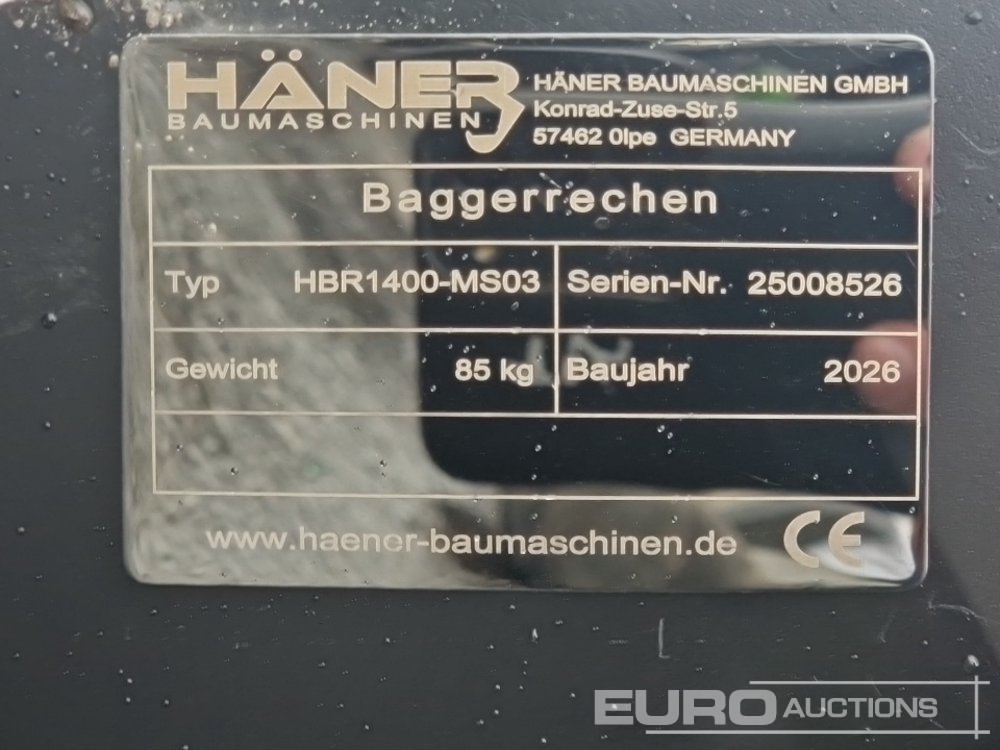 HÄNER
BAUMASCHINEN
HÄNER BAUMASCHINEN GMBH
Konrad-Zuse-Str.5
57462 Olpe GERMANY
Baggerrechen
Typ HBR1400-MS03 Serien-Nr. 25008526
Gewicht 85 kg Baujahr 2026
www.haener-baumaschinen.de CE
EURO AUCTIONS